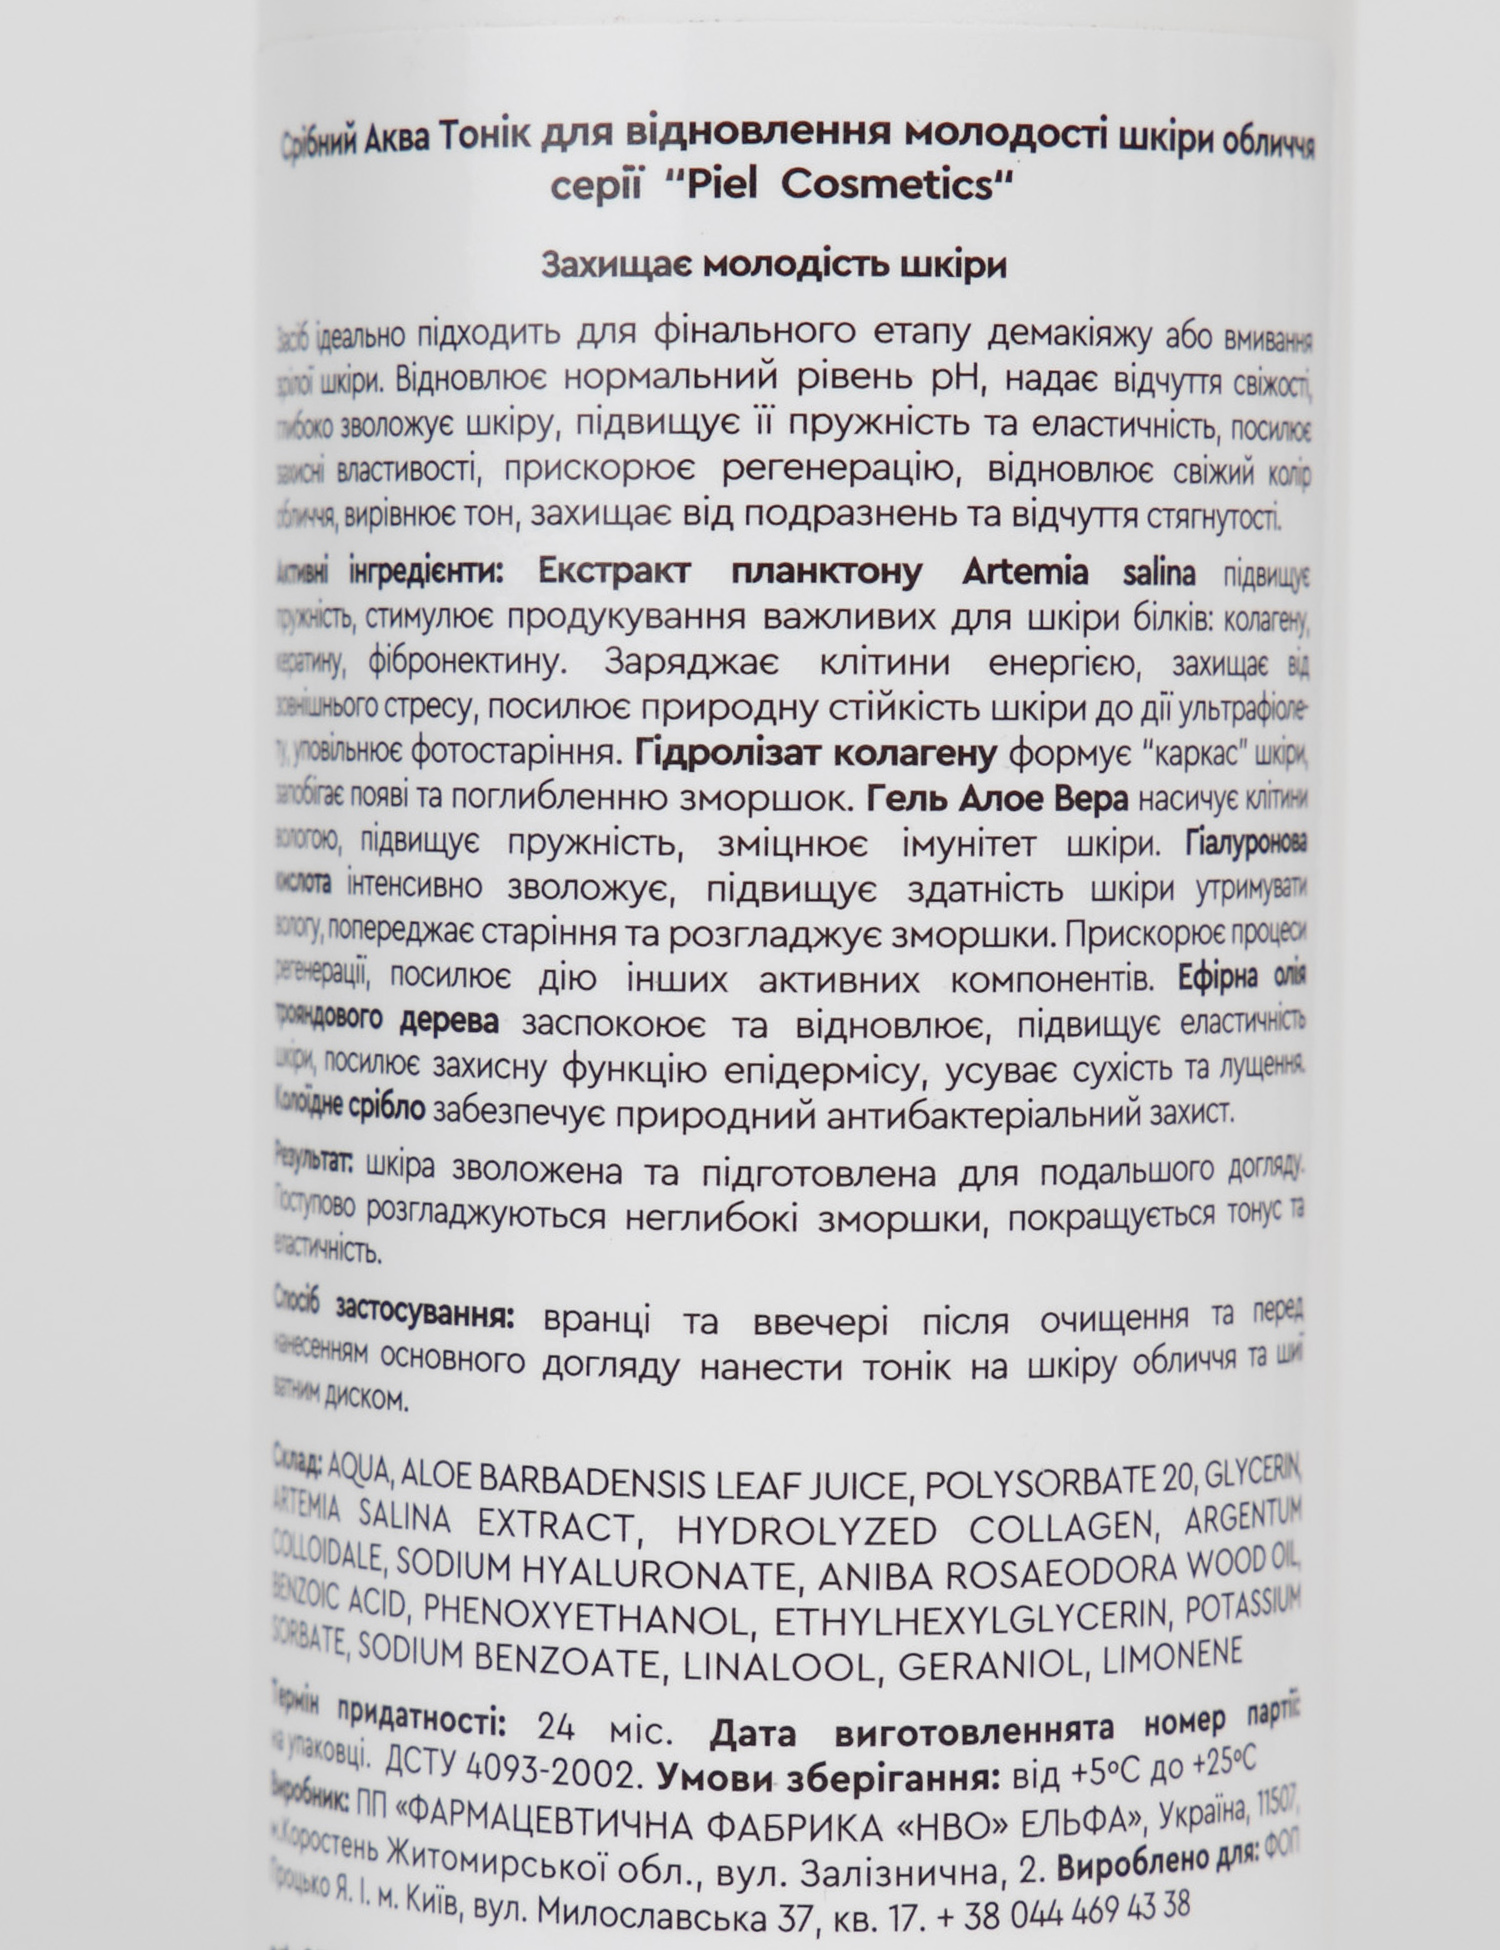 Срібний Аква Тонік для відновлення молодості шкіри обличчя
серії “Piel Cosmetics“
Захищає молодість шкіри
Засіб ідеально підходить для фінального етапу демакіяжу або вмивання
зрілої шкіри. Відновлює нормальний рівень pH, надає відчуття свіжості,
глибоко зволожує шкіру, підвищує її пружність та еластичність, посилює
захисні властивості, прискорює регенерацію, відновлює свіжий колір
обличчя, вирівнює тон, захищає від подразнень та відчуття стягнутості.
Активні інгредієнти: Екстракт планктону Artemia salina підвищує
пружність, стимулює продукування важливих для шкіри білків: колагену,
кератину, фібронектину. Заряджає клітини енергією, захищає від
зовнішнього стресу, посилює природну стійкість шкіри до дії ультрафіоле-
ту, уповільнює фотостаріння. Гідролізат колагену формує “каркас” шкіри,
запобігає появі та поглибленню зморшок. Гель Алое Вера насичує клітини
вологою, підвищує пружність, зміцнює імунітет шкіри. Гіалуронова
кислота інтенсивно зволожує, підвищує здатність шкіри утримувати
вологу, попереджає старіння та розгладжує зморшки. Прискорює процеси
регенерації, посилює дію інших активних компонентів. Ефірна олія
трояндового дерева заспокоює та відновлює, підвищує еластичність
шкіри, посилює захисну функцію епідермісу, усуває сухість та лущення.
Колоїдне срібло забезпечує природний антибактеріальний захист.
Результат: шкіра зволожена та підготовлена для подальшого догляду.
Поступово розгладжуються неглибокі зморшки, покращується тонус та
еластичність.
Спосіб застосування: вранці та ввечері після очищення та перед
нанесенням основного догляду нанести тонік на шкіру обличчя та шиї
ватним диском.
Склад: AQUA, ALOE BARBADENSIS LEAF JUICE, POLYSORBATE 20, GLYCERIN,
ARTEMIA SALINA EXTRACT, HYDROLYZED COLLAGEN, ARGENTUM
COLLOIDALE, SODIUM HYALURONATE, ANIBA ROSAEODORA WOOD OIL,
BENZOIC ACID, PHENOXYETHANOL, ETHYLHEXYLGLYCERIN, POTASSIUM
SORBATE, SODIUM BENZOATE, LINALOOL, GERANIOL, LIMONENE
Термін придатності: 24 міс. Дата виготовленнята номер партії:
на упаковці. ДСТУ 4093-2002. Умови зберігання: від +5ºC до +25ºC
Виробник: ПП «ФАРМАЦЕВТИЧНА ФАБРИКА «НВО» ЕЛЬФА», Україна, 11507,
м.Коростень Житомирської обл., вул. Залізнична, 2. Вироблено для: ФОП
Процько Я. І. м. Київ, вул. Милославська 37, кв. 17. + 38 044 469 43 38